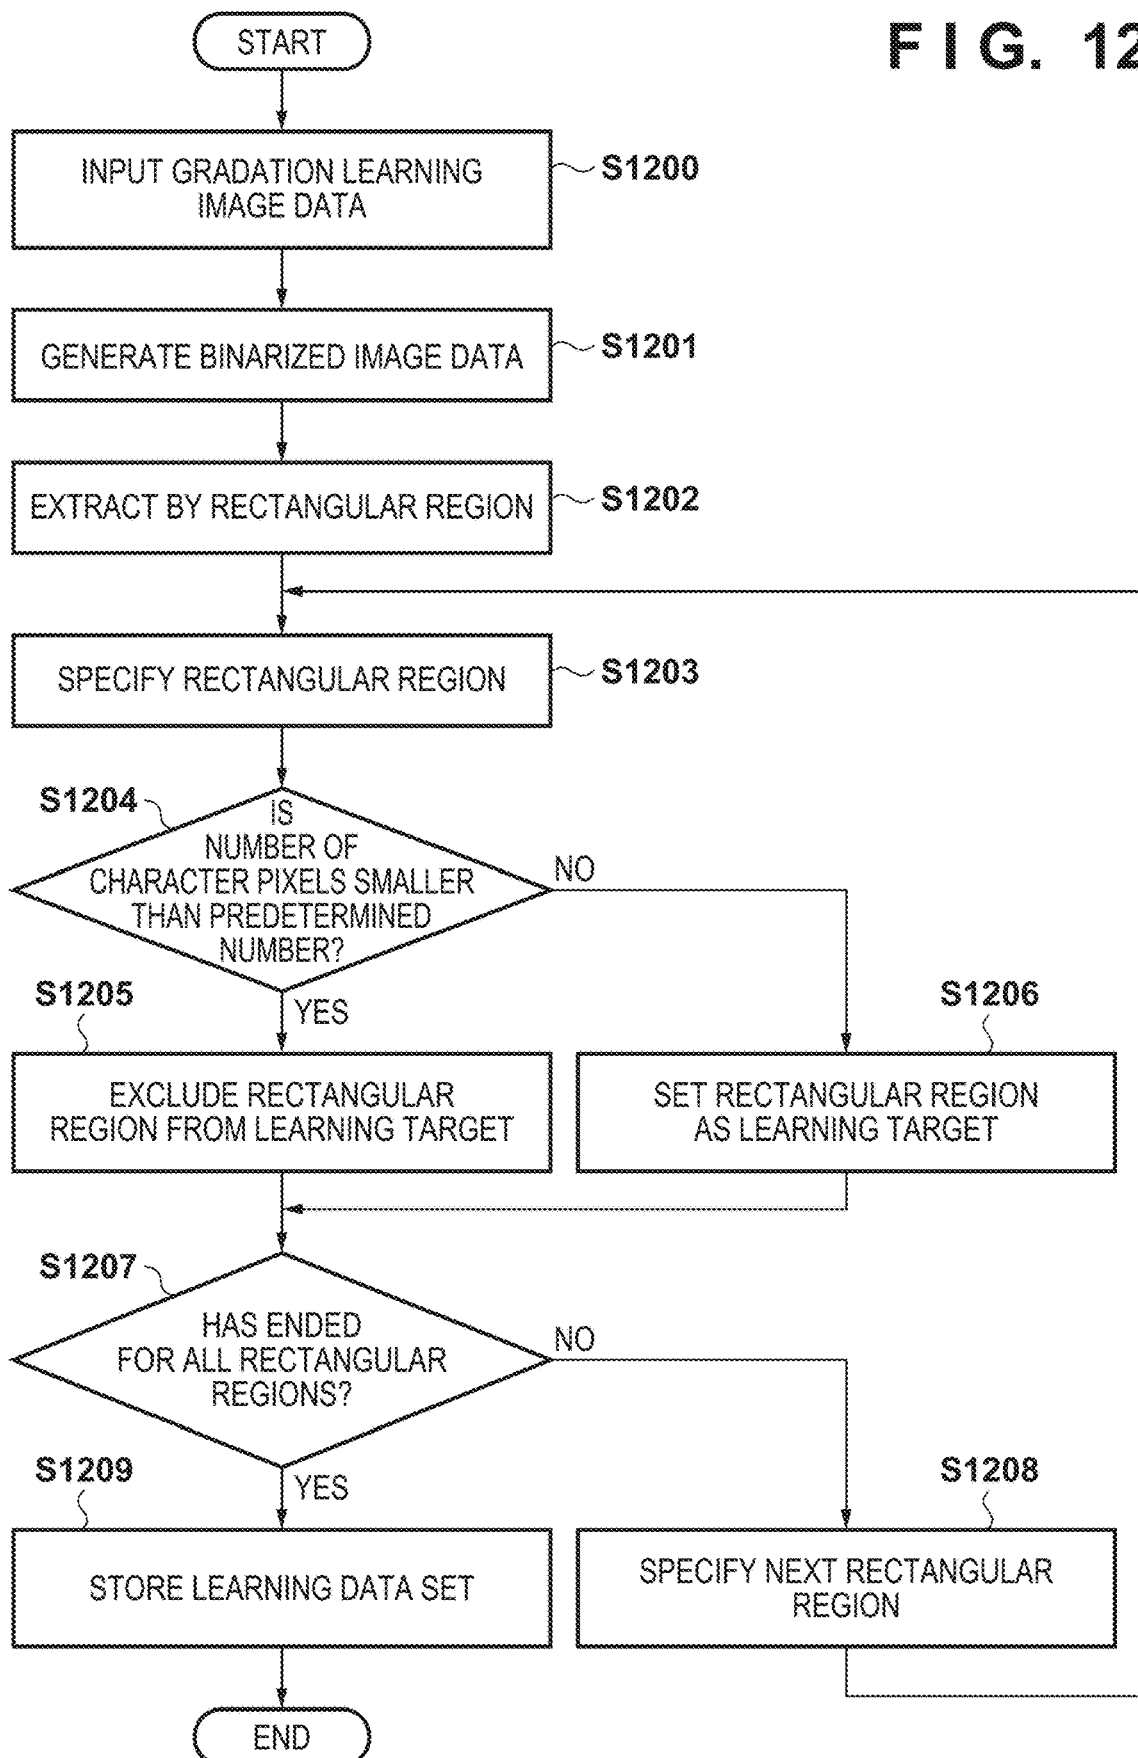 START
F I G. 12
INPUT GRADATION LEARNING
IMAGE DATA
S1200
GENERATE BINARIZED IMAGE DATA
S1201
EXTRACT BY RECTANGULAR REGION
S1202
SPECIFY RECTANGULAR REGION
S1203
S1204
IS
NUMBER OF
CHARACTER PIXELS SMALLER
THAN PREDETERMINED
NUMBER?
NO
YES
S1205
S1206
EXCLUDE RECTANGULAR
REGION FROM LEARNING TARGET
SET RECTANGULAR REGION
AS LEARNING TARGET
S1207
HAS ENDED
FOR ALL RECTANGULAR
REGIONS?
NO
YES
S1209
S1208
STORE LEARNING DATA SET
SPECIFY NEXT RECTANGULAR
REGION
END